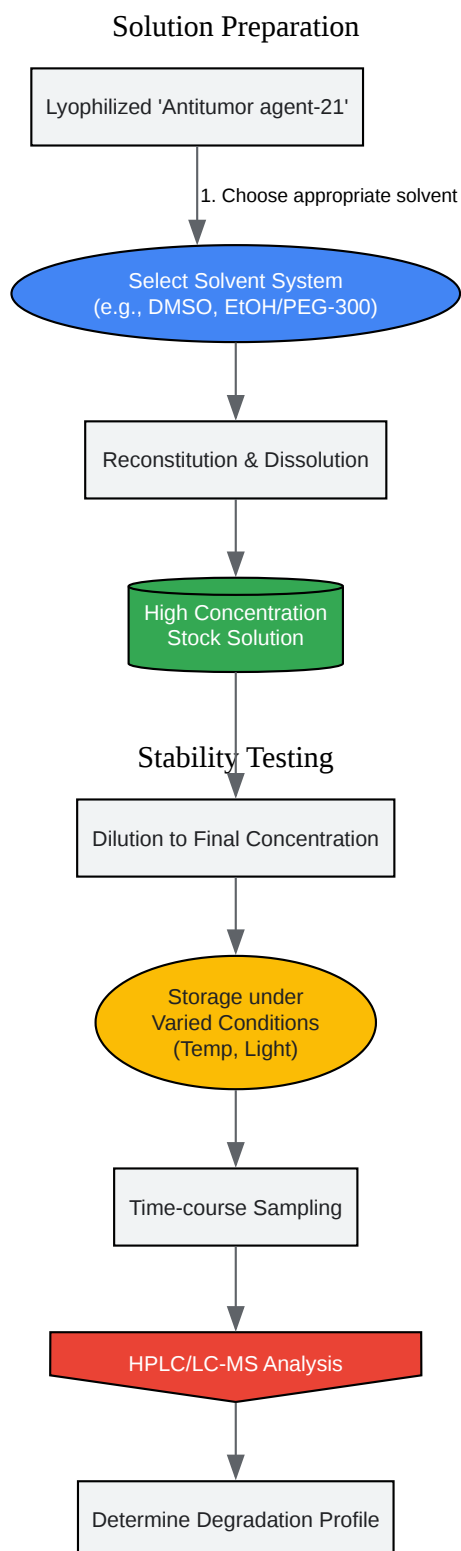 Solution Preparation
Lyophilized 'Antitumor agent-21'
1. Choose appropriate solvent
Select Solvent System
(e.g., DMSO, EtOH/PEG-300)
Reconstitution & Dissolution
High Concentration
Stock Solution
Stability Testing
Dilution to Final Concentration
Storage under
Varied Conditions
(Temp, Light)
Time-course Sampling
HPLC/LC-MS Analysis
Determine Degradation Profile